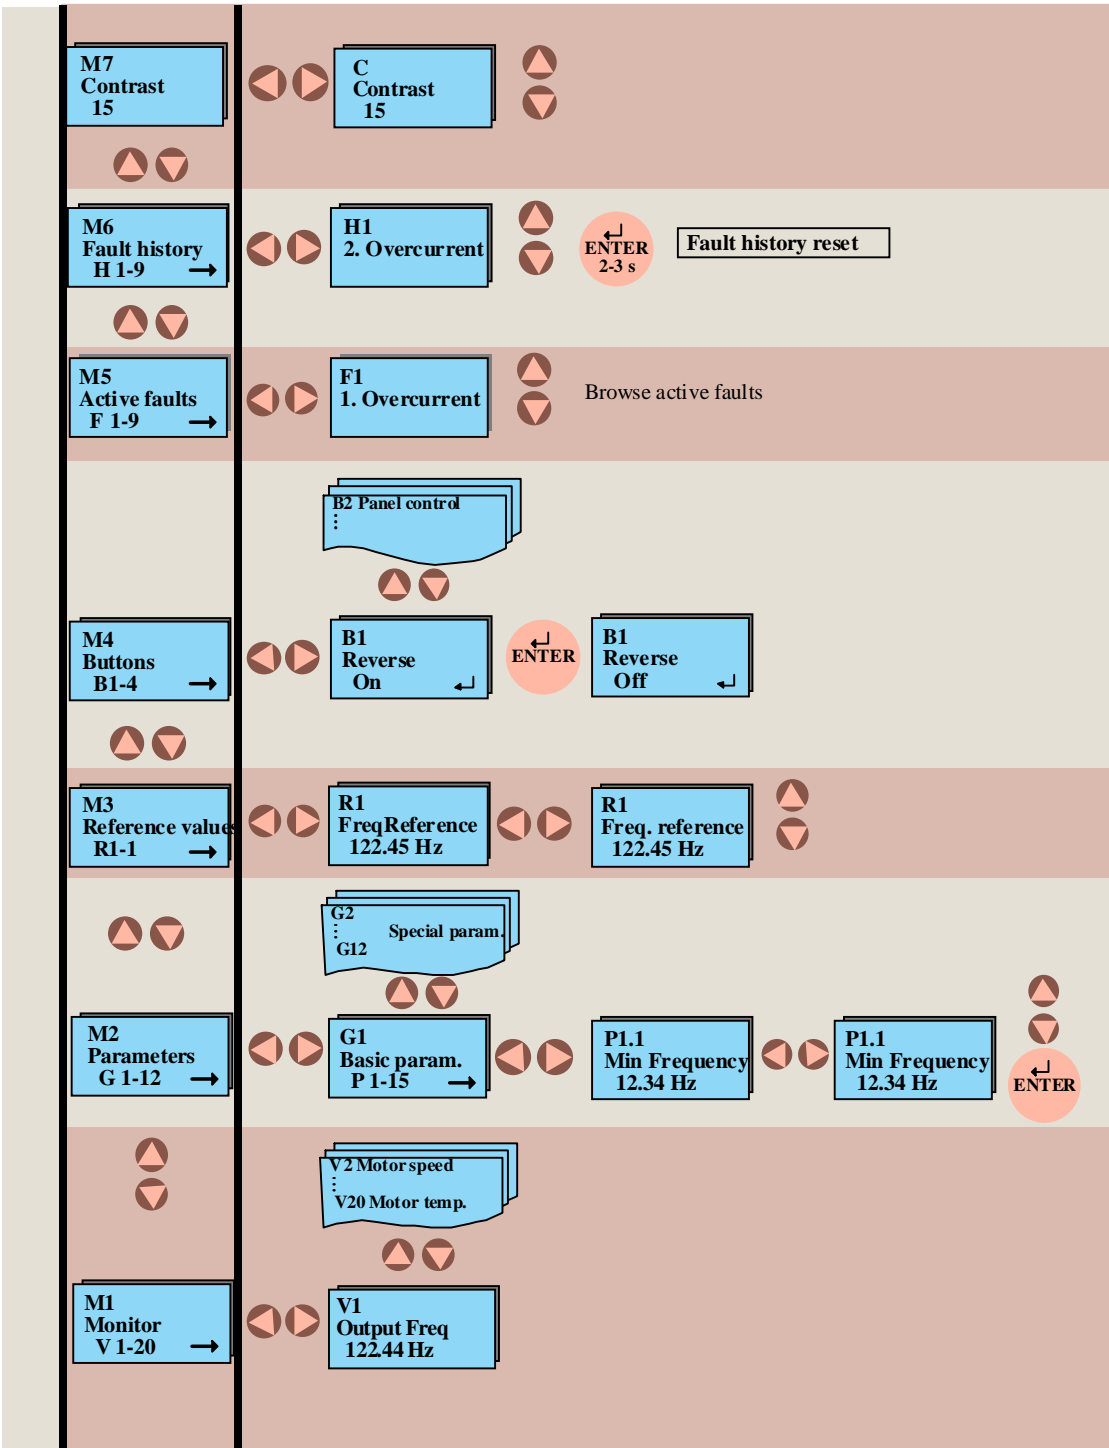 M7
Contrast
15
C
Contrast
15
M6
Fault history
H 1-9
H1
2. Overcurrent
ENTER
2-3 s
Fault history reset
M5
Active faults
F 1-9
F1
1. Overcurrent
Browse active faults
B2 Panel control
M4
Buttons
B1-4
B1
Reverse
On
ENTER
B1
Reverse
Off
M3
Reference values
R1-1
R1
FreqReference
122.45 Hz
R1
Freq. reference
122.45 Hz
G2
Special param.
G12
M2
Parameters
G 1-12
G1
Basic param.
P 1-15
P1.1
Min Frequency
12.34 Hz
P1.1
Min Frequency
12.34 Hz
ENTER
V2 Motor speed
V20 Motor temp.
M1
Monitor
V 1-20
V1
Output Freq
122.44 Hz